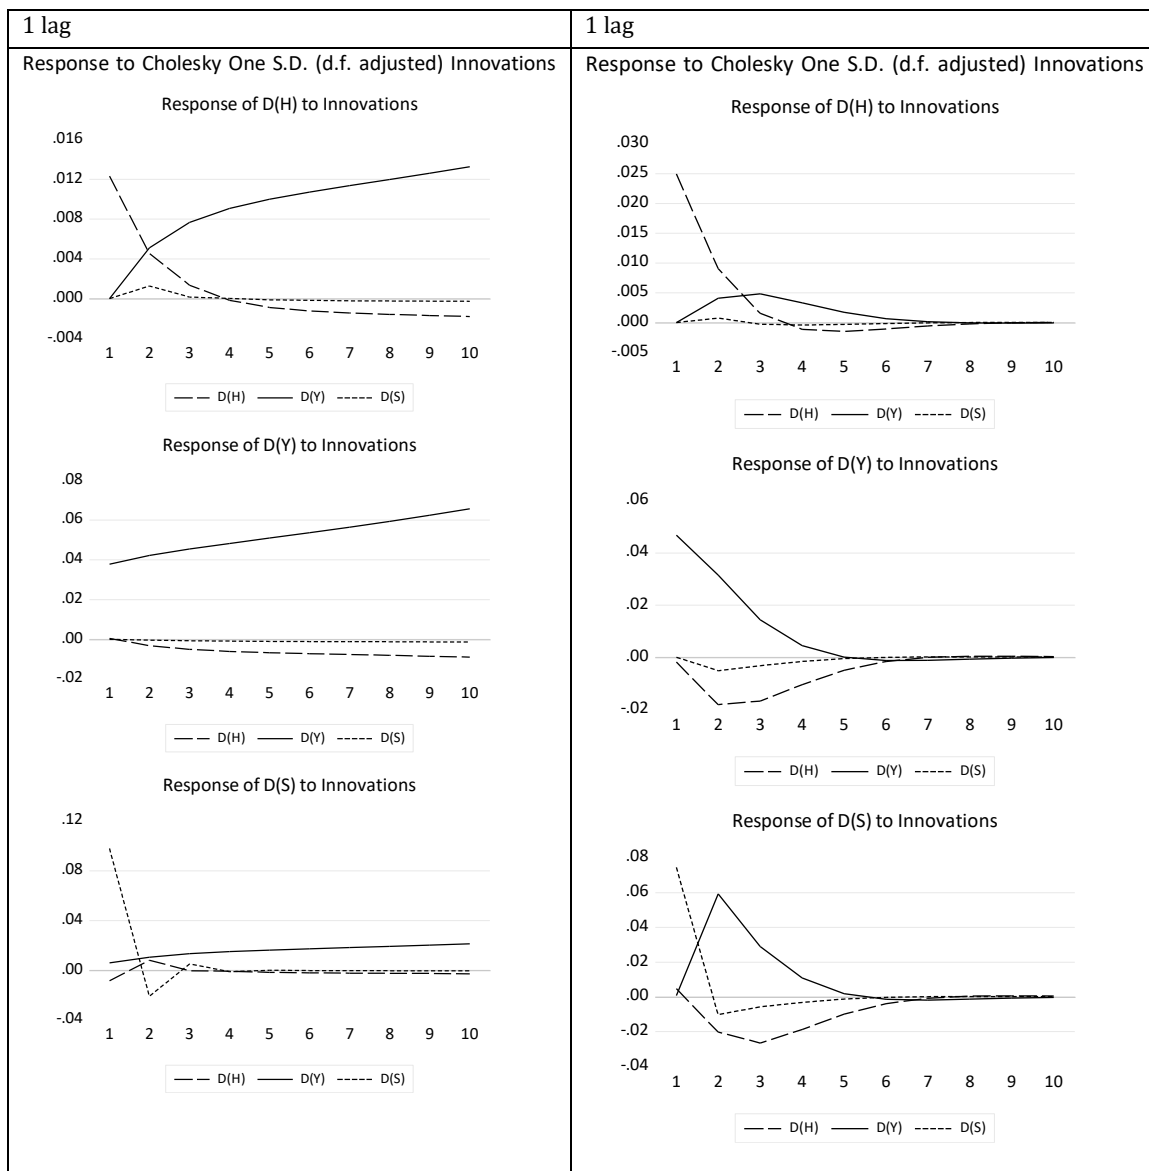 1 lag
Response to Cholesky One S.D. (d.f. adjusted) Innovations
Response of D(H) to Innovations
.016
.012
.008
.004
.000
-.004
1 2 3 4 5 6 7 8 9 10
D(H) D(Y) D(S)
Response of D(Y) to Innovations
.08
.06
.04
.02
.00
-.02
1 2 3 4 5 6 7 8 9 10
D(H) D(Y) D(S)
Response of D(S) to Innovations
.12
.08
.04
.00
-.04
1 2 3 4 5 6 7 8 9 10
D(H) D(Y) D(S)
1 lag
Response to Cholesky One S.D. (d.f. adjusted) Innovations
Response of D(H) to Innovations
.030
.025
.020
.015
.010
.005
.000
-.005
1 2 3 4 5 6 7 8 9 10
D(H) D(Y) D(S)
Response of D(Y) to Innovations
.06
.04
.02
.00
-.02
1 2 3 4 5 6 7 8 9 10
D(H) D(Y) D(S)
Response of D(S) to Innovations
.08
.06
.04
.02
.00
-.02
-.04
1 2 3 4 5 6 7 8 9 10
D(H) D(Y) D(S)